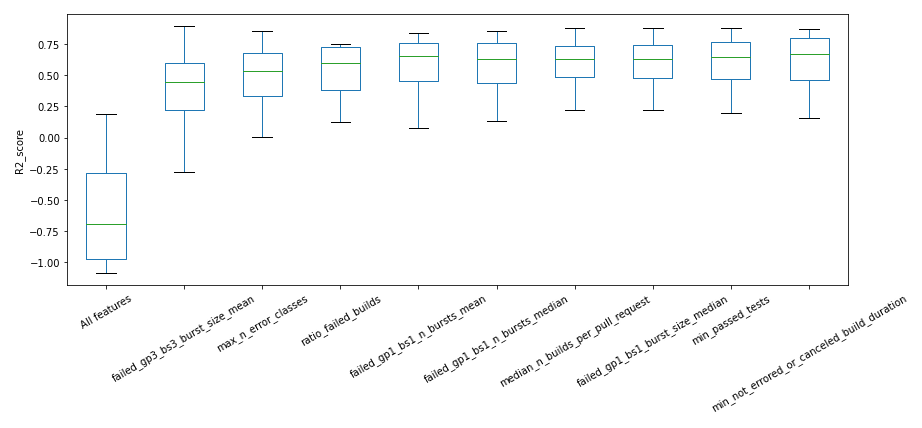 0.75
0.50
0.25
0.00
−0.25
−0.50
−0.75
−1.00
R2_score
All features
failed_gp3_bs3_burst_size_mean
max_n_error_classes
ratio_failed_builds
failed_gp1_bs1_n_bursts_mean
failed_gp1_bs1_n_bursts_median
median_n_builds_per_pull_request
failed_gp1_bs1_burst_size_median
min_passed_tests
min_not_errored_or_canceled_build_duration